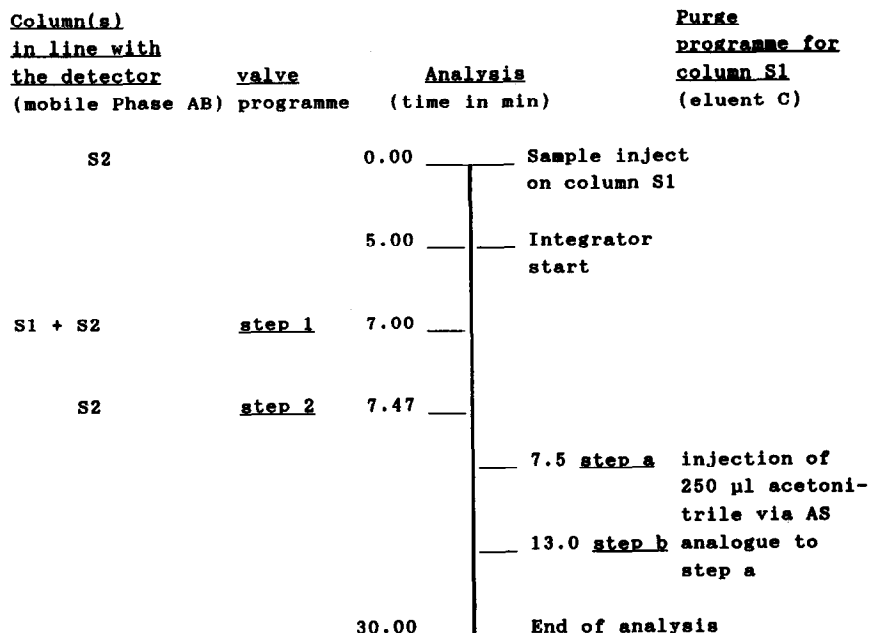 Column(s)
in line with
the detector
(mobile Phase AB)
valve
programme
Analysis
(time in min)
Purge
programme for
column S1
(eluent C)
S2
0.00
Sample inject
on column S1
5.00
Integrator
start
S1 + S2
step 1
7.00
S2
step 2
7.47
7.5 step a
injection of
250 µl acetoni-
trile via AS
13.0 step b
analogue to
step a
30.00
End of analysis